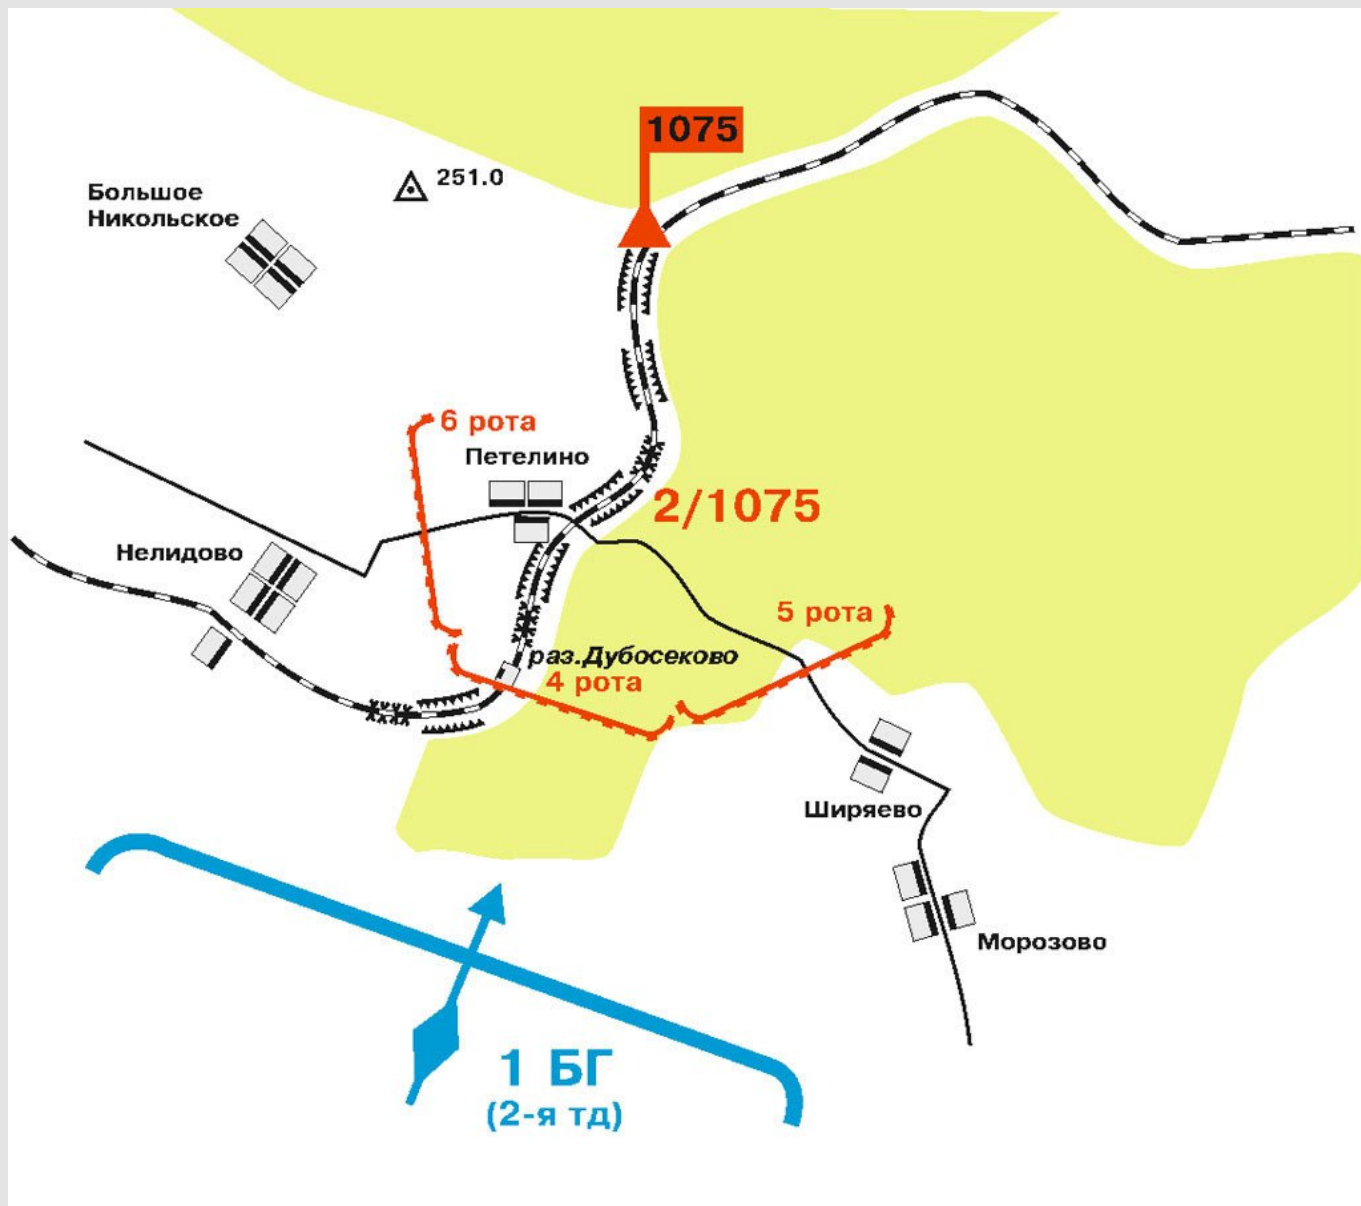 1075
251.0
Большое
Никольское
6 рота
Петелино
2/1075
Нелидово
5 рота
раз.Дубосеково
4 рота
Ширяево
Морозово
1 БГ
(2-я тд)